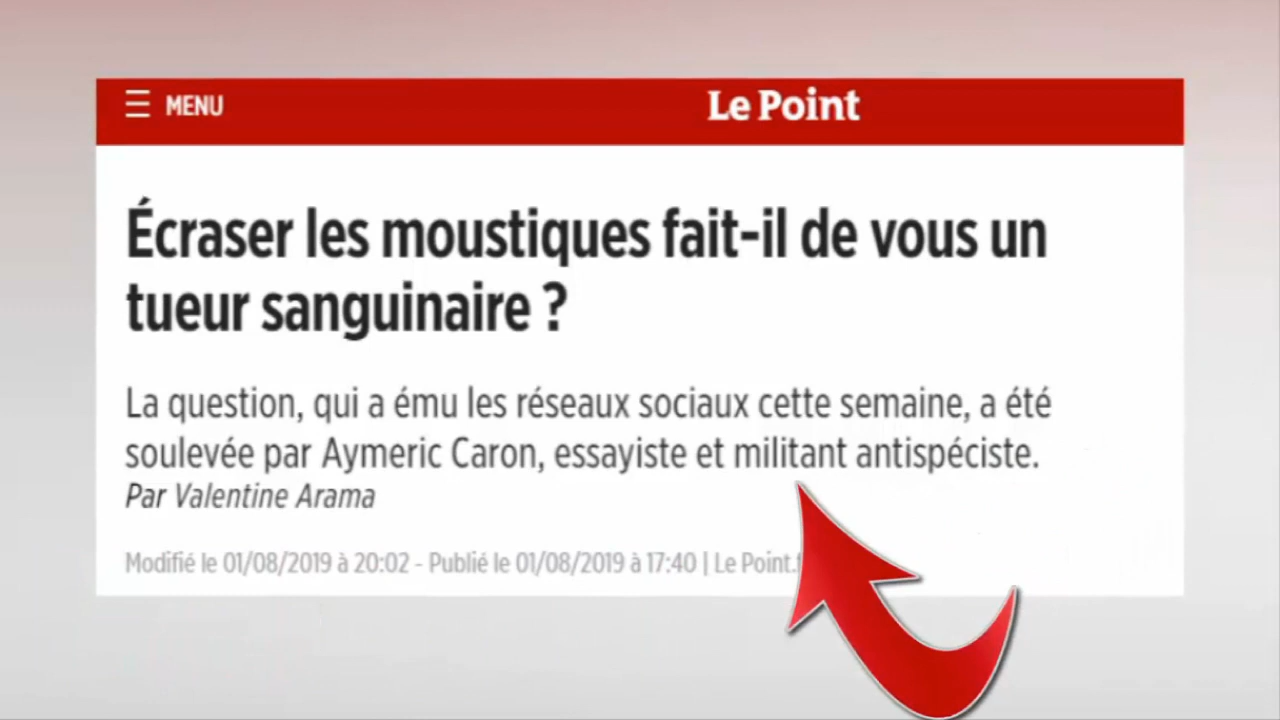 MENU
Le Point
Écraser les moustiques fait-il de vous un
tueur sanguinaire ?
La question, qui a ému les réseaux sociaux cette semaine, a été
soulevée par Aymeric Caron, essayiste et militant antispéciste.
Par Valentine Arama
Modifié le 01/08/2019 à 20:02 - Publié le 01/08/2019 à 17:40 | Le Point.f